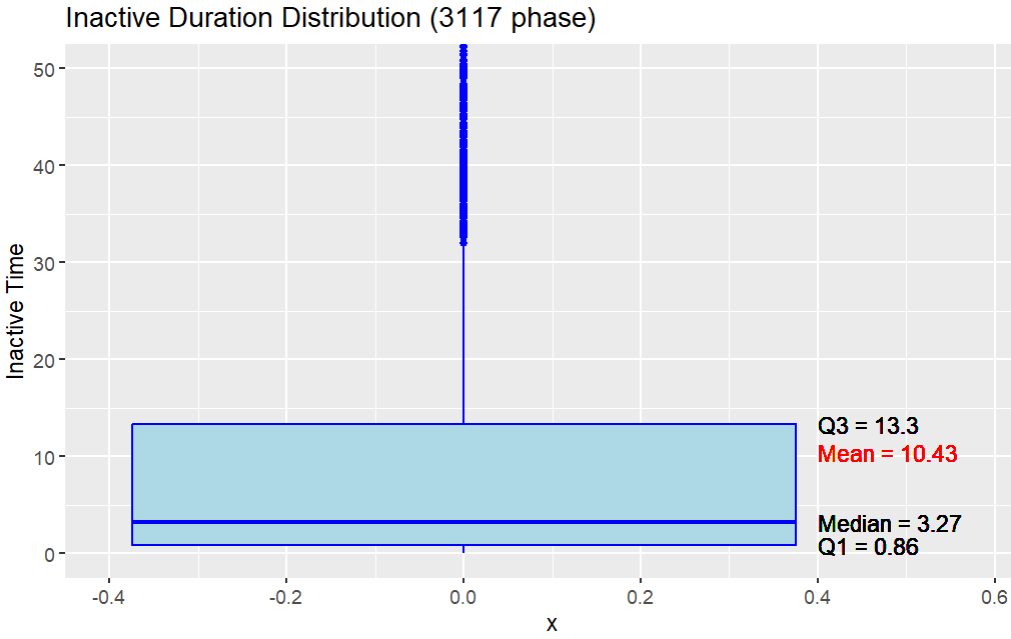 Inactive Duration Distribution (3117 phase)
50
40
30
20
10
0
Inactive Time
Q3 = 13.3
Mean = 10.43
Median = 3.27
Q1 = 0.86
-0.4
-0.2
0.0
0.2
0.4
0.6
x